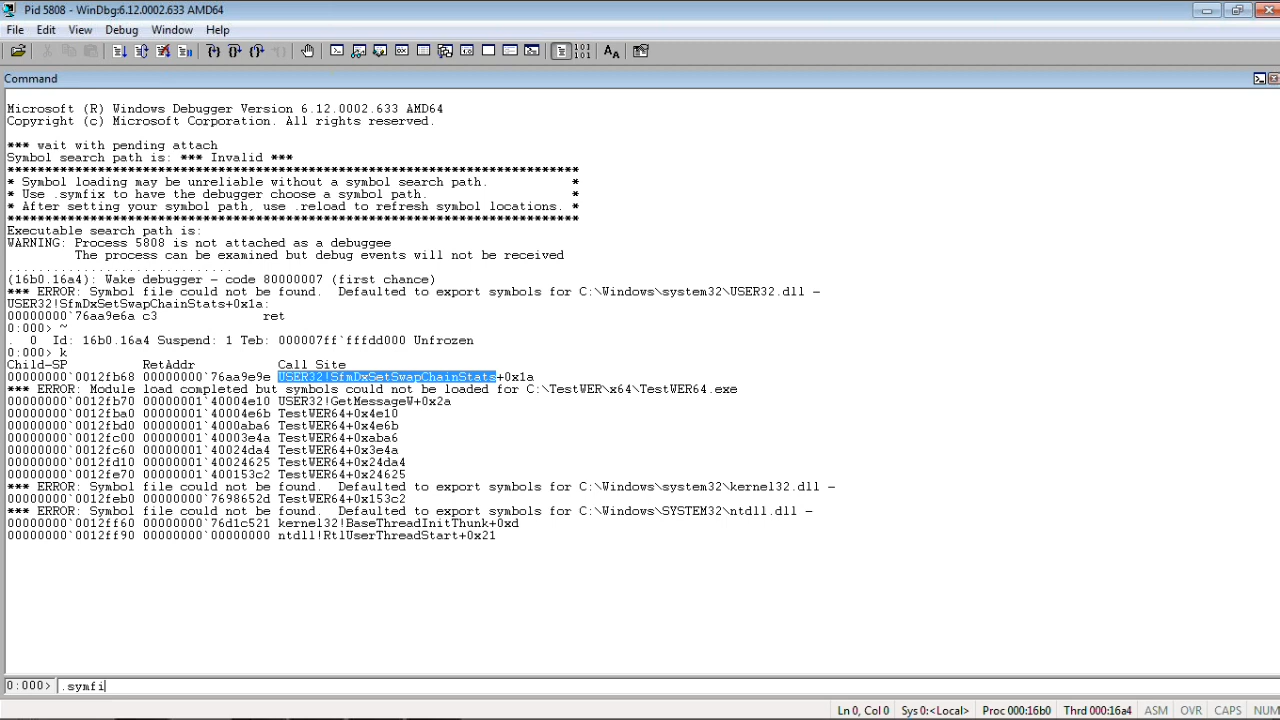 Pid 5808 - WinDbg:6.12.0002.633 AMD64
File Edit View Debug Window Help
Command
Microsoft (R) Windows Debugger Version 6.12.0002.633 AMD64
Copyright (c) Microsoft Corporation. All rights reserved.
*** wait with pending attach
Symbol search path is: *** Invalid ***
****************************************************************************
* Symbol loading may be unreliable without a symbol search path.           *
* Use .symfix to have the debugger choose a symbol path.                   *
* After setting your symbol path, use .reload to refresh symbol locations. *
****************************************************************************
Executable search path is:
WARNING: Process 5808 is not attached as a debuggee
         The process can be examined but debug events will not be received
..............................
(16b0.16a4): Wake debugger - code 80000007 (first chance)
*** ERROR: Symbol file could not be found.  Defaulted to export symbols for C:\Windows\system32\USER32.dll -
USER32!SfmDxSetSwapChainStats+0x1a:
00000000`76aa9e6a c3              ret
0:000> ~
.  0  Id: 16b0.16a4 Suspend: 1 Teb: 000007ff`fffdd000 Unfrozen
0:000> k
Child-SP          RetAddr           Call Site
00000000`0012fb68 00000000`76aa9e9e USER32!SfmDxSetSwapChainStats+0x1a
*** ERROR: Module load completed but symbols could not be loaded for C:\TestWER\x64\TestWER64.exe
00000000`0012fb70 00000001`40004e10 USER32!GetMessageW+0x2a
00000000`0012fba0 00000001`40004e6b TestWER64+0x4e10
00000000`0012fbd0 00000001`4000aba6 TestWER64+0x4e6b
00000000`0012fc00 00000001`40003e4a TestWER64+0xaba6
00000000`0012fc60 00000001`40024da4 TestWER64+0x3e4a
00000000`0012fd10 00000001`40024625 TestWER64+0x24da4
00000000`0012fe70 00000001`400153c2 TestWER64+0x24625
*** ERROR: Symbol file could not be found.  Defaulted to export symbols for C:\Windows\system32\kernel32.dll -
00000000`0012feb0 00000000`7698652d TestWER64+0x153c2
*** ERROR: Symbol file could not be found.  Defaulted to export symbols for C:\Windows\SYSTEM32\ntdll.dll -
00000000`0012ff60 00000000`76d1c521 kernel32!BaseThreadInitThunk+0xd
00000000`0012ff90 00000000`00000000 ntdll!RtlUserThreadStart+0x21
0:000> .symfi
Ln 0, Col 0 Sys 0:<Local> Proc 000:16b0 Thrd 000:16a4 ASM OVR CAPS NUM